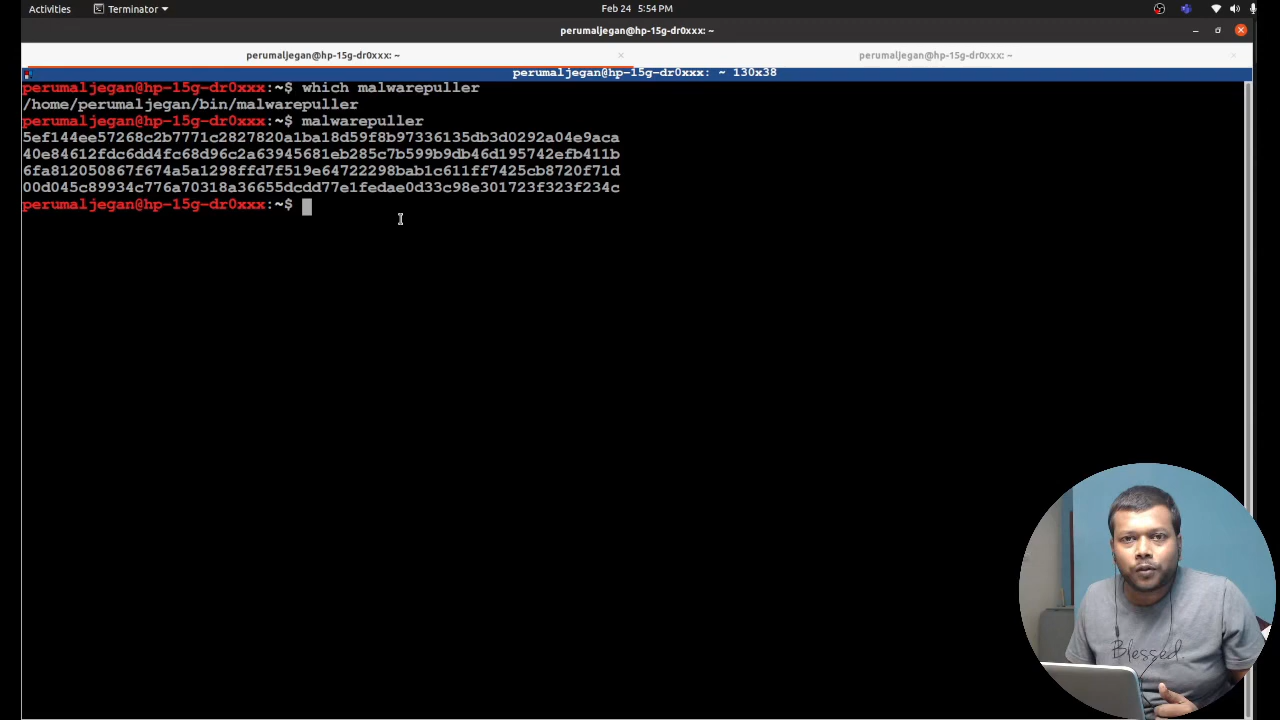 Activities
Terminator
Feb 24 5:54 PM
perumaljegan@hp-15g-dr0xxx: ~
perumaljegan@hp-15g-dr0xxx: ~
perumaljegan@hp-15g-dr0xxx: ~
perumaljegan@hp-15g-dr0xxx: ~ 130x38
perumaljegan@hp-15g-dr0xxx:~$ which malwarepuller
/home/perumaljegan/bin/malwarepuller
perumaljegan@hp-15g-dr0xxx:~$ malwarepuller
5ef144ee57268c2b7771c2827820a1ba18d59f8b97336135db3d0292a04e9aca
40e84612fdc6dd4fc68d96c2a63945681eb285c7b599b9db46d195742efb411b
6fa812050867f674a5a1298ffd7f519e64722298bab1c611ff7425cb8720f71d
00d045c89934c776a70318a36655dcdd77e1fedae0d33c98e301723f323f234c
perumaljegan@hp-15g-dr0xxx:~$
Blessed.